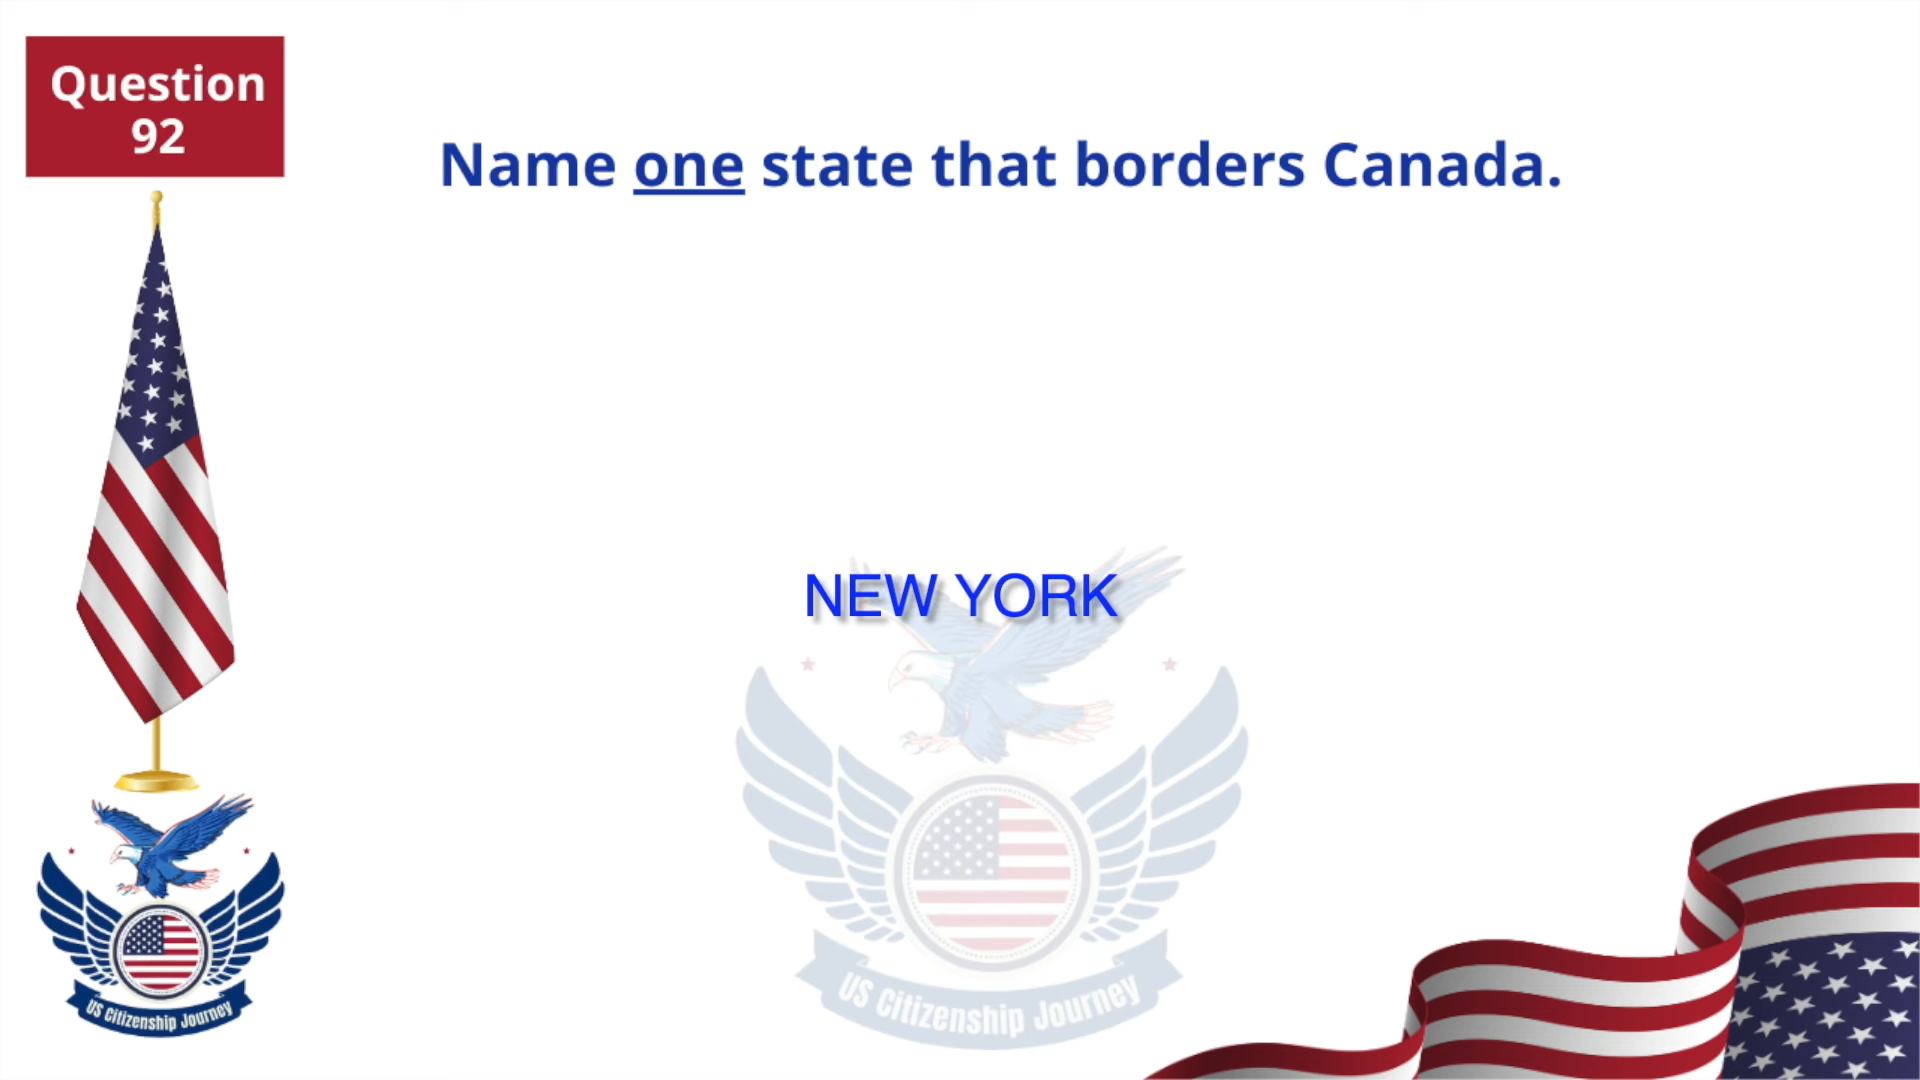 Question
92
Name one state that borders Canada.
NEW YORK
US Citizenship Journey
US Citizenship Journey